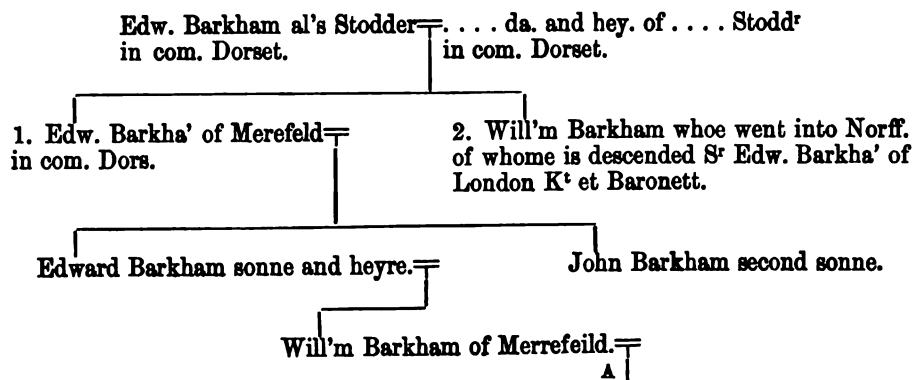 Edw. Barkham al's Stodder . . . . da. and hey. of . . . . Stoddʳ
in com. Dorset. in com. Dorset.
1. Edw. Barkha' of Merefeld
in com. Dors.
2. Will'm Barkham whoe went into Norff.
of whome is descended Sʳ Edw. Barkha' of
London Kᵗ et Baronett.
Edward Barkham sonne and heyre. John Barkham second sonne.
Will'm Barkham of Merrefeild.
A